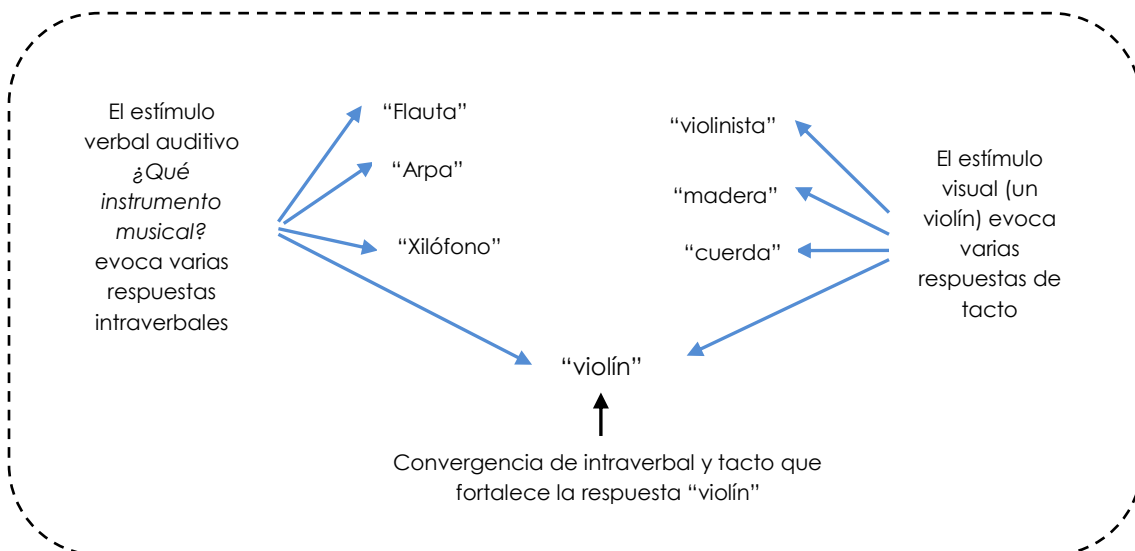 El estímulo
verbal auditivo
¿Qué
instrumento
musical?
evoca varias
respuestas
intraverbales
“Flauta”
“Arpa”
“Xilófono”
“violinista”
“madera”
“cuerda”
El estímulo
visual (un
violín) evoca
varias
respuestas de
tacto
“violín”
Convergencia de intraverbal y tacto que
fortalece la respuesta “violín”